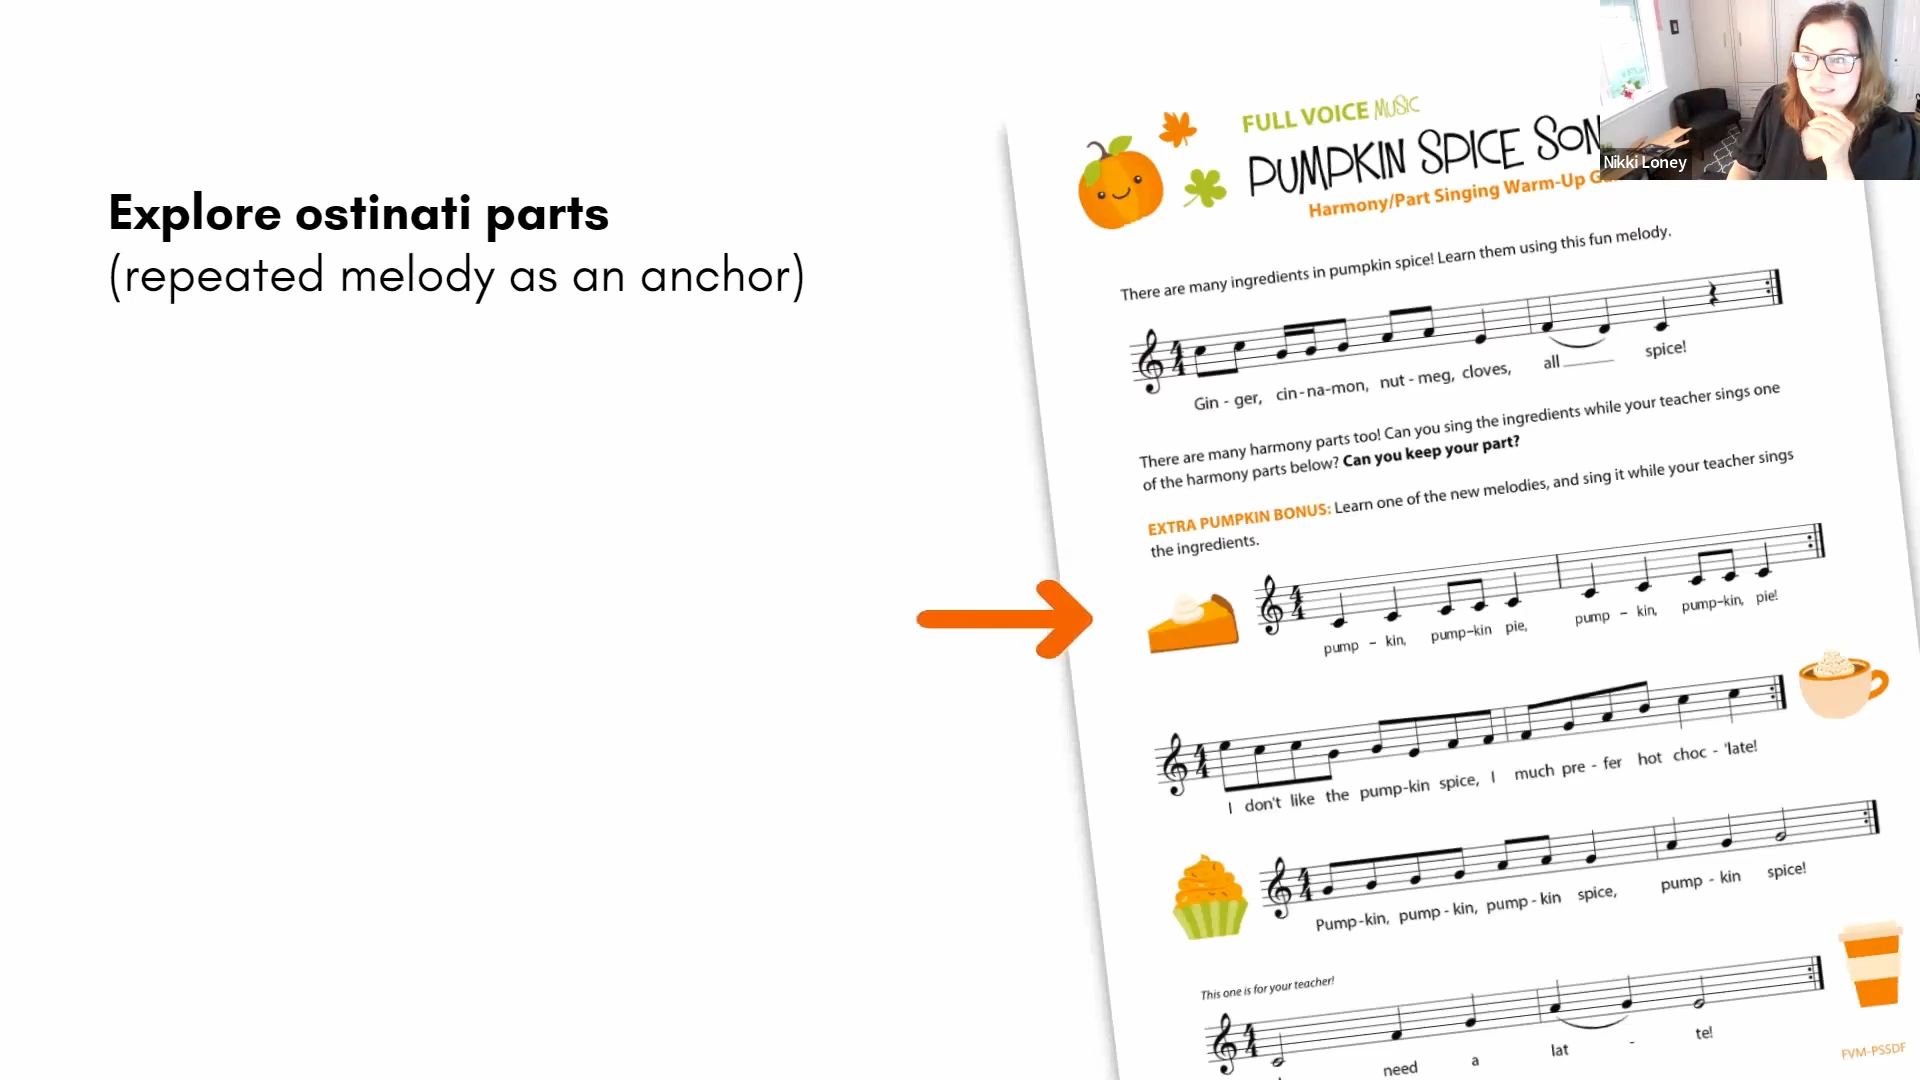 Explore ostinati parts
(repeated melody as an anchor)
Nikki Loney
FULL VOICE MUSIC
PUMPKIN SPICE SON
Harmony/Part Singing Warm-Up G
There are many ingredients in pumpkin spice! Learn them using this fun melody.
Gin - ger, cin - na - mon, nut - meg, cloves, all ______ spice!
There are many harmony parts too! Can you sing the ingredients while your teacher sings one
of the harmony parts below? Can you keep your part?
EXTRA PUMPKIN BONUS: Learn one of the new melodies, and sing it while your teacher sings
the ingredients.
pump – kin, pump–kin pie, pump – kin, pump–kin, pie!
I don't like the pump-kin spice, I much pre - fer hot choc - 'late!
Pump-kin, pump - kin, pump - kin spice, pump - kin spice!
This one is for your teacher!
need a lat - te!
FVM-PSSDF